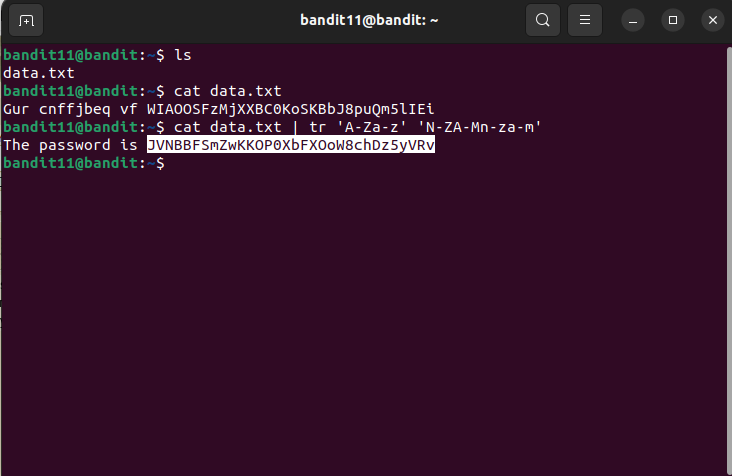 bandit11@bandit: ~
bandit11@bandit:~$ ls
data.txt
bandit11@bandit:~$ cat data.txt
Gur cnffjbeq vf WIAOOSFzMjXXBC0KoSKBbJ8puQm5lIEi
bandit11@bandit:~$ cat data.txt | tr 'A-Za-z' 'N-ZA-Mn-za-m'
The password is JVNBBFSmZwKKOP0XbFXOoW8chDz5yVRv
bandit11@bandit:~$